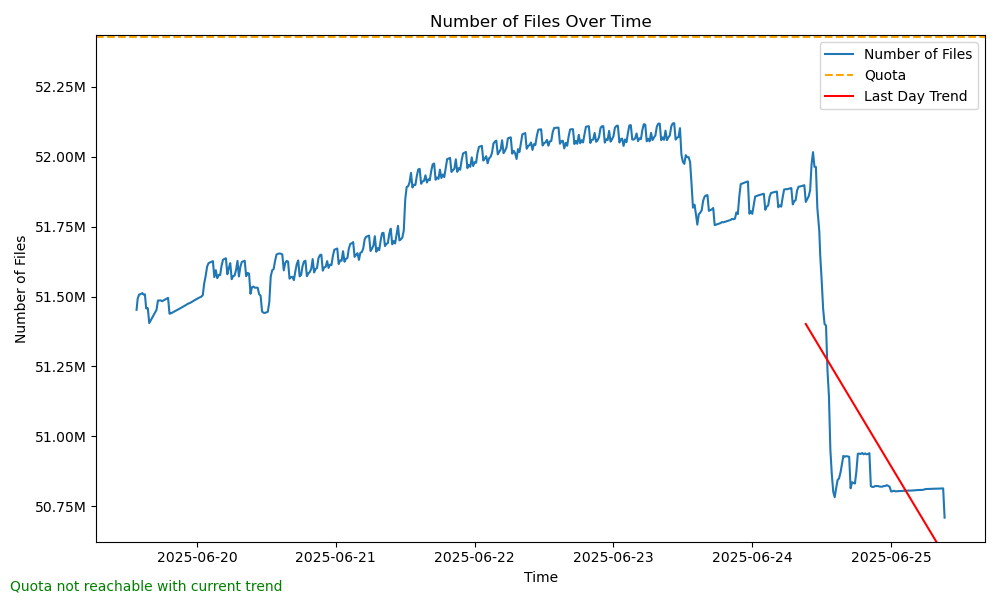 Number of Files Over Time
Number of Files
Quota
Last Day Trend
52.25M
52.00M
51.75M
51.50M
51.25M
51.00M
50.75M
Number of Files
2025-06-20
2025-06-21
2025-06-22
2025-06-23
2025-06-24
2025-06-25
Time
Quota not reachable with current trend